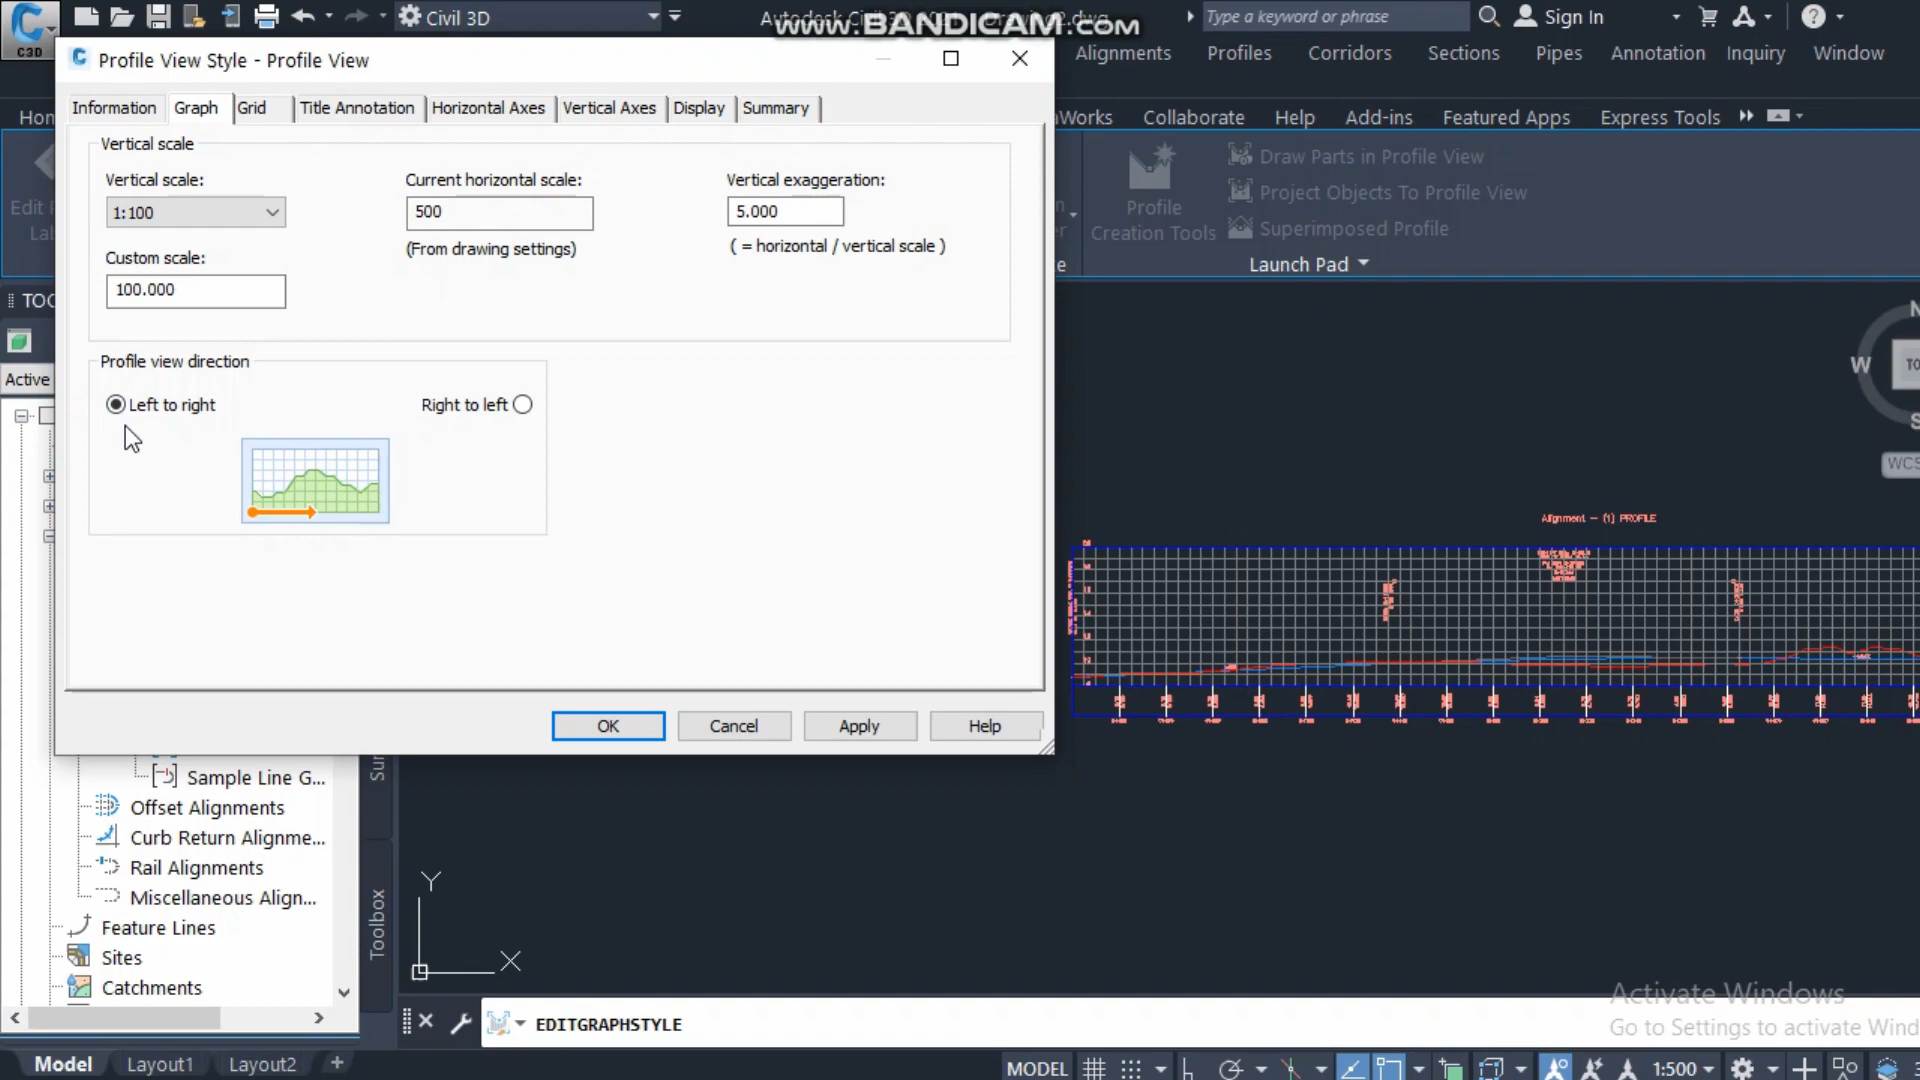 C3D
Civil 3D
www.BANDICAM.com
Type a keyword or phrase
Sign In
Profile View Style - Profile View
Alignments
Profiles
Corridors
Sections
Pipes
Annotation
Inquiry
Window
Information
Graph
Grid
Title Annotation
Horizontal Axes
Vertical Axes
Display
Summary
Collaborate
Help
Add-ins
Featured Apps
Express Tools
Vertical scale
Vertical scale:
1:100
Current horizontal scale:
500
(From drawing settings)
Vertical exaggeration:
5.000
( = horizontal / vertical scale )
Custom scale:
100.000
Draw Parts in Profile View
Project Objects To Profile View
Superimposed Profile
Profile
Creation Tools
Launch Pad
Profile view direction
Left to right
Right to left
Active
N
W
S
WCS
Alignment - (1) PROFILE
OK
Cancel
Apply
Help
Sample Line G...
Offset Alignments
Curb Return Alignme...
Rail Alignments
Miscellaneous Align...
Feature Lines
Sites
Catchments
Toolbox
Y
X
EDITGRAPHSTYLE
Activate Windows
Go to Settings to activate Wind
Model
Layout1
Layout2
MODEL
1:500